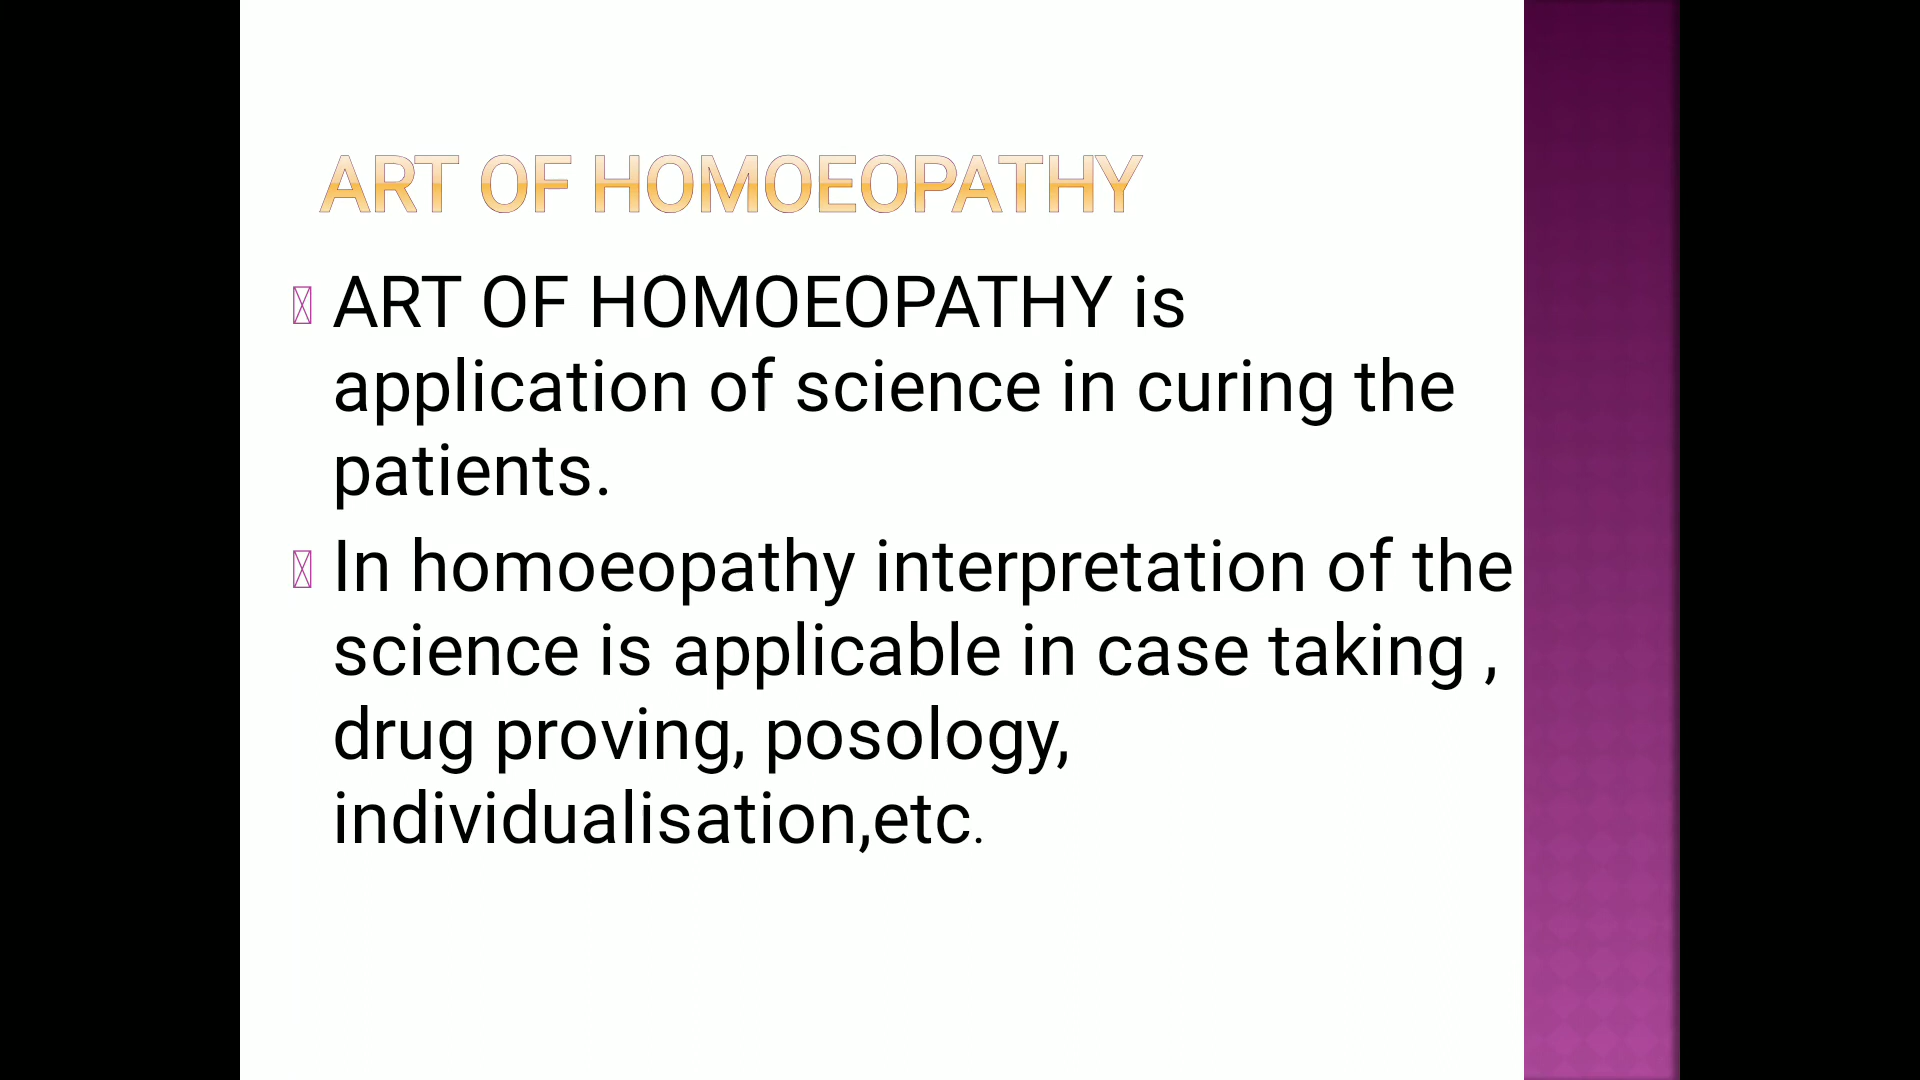 ART OF HOMOEOPATHY
ART OF HOMOEOPATHY is
application of science in curing the
patients.
In homoeopathy interpretation of the
science is applicable in case taking ,
drug proving, posology,
individualisation,etc.